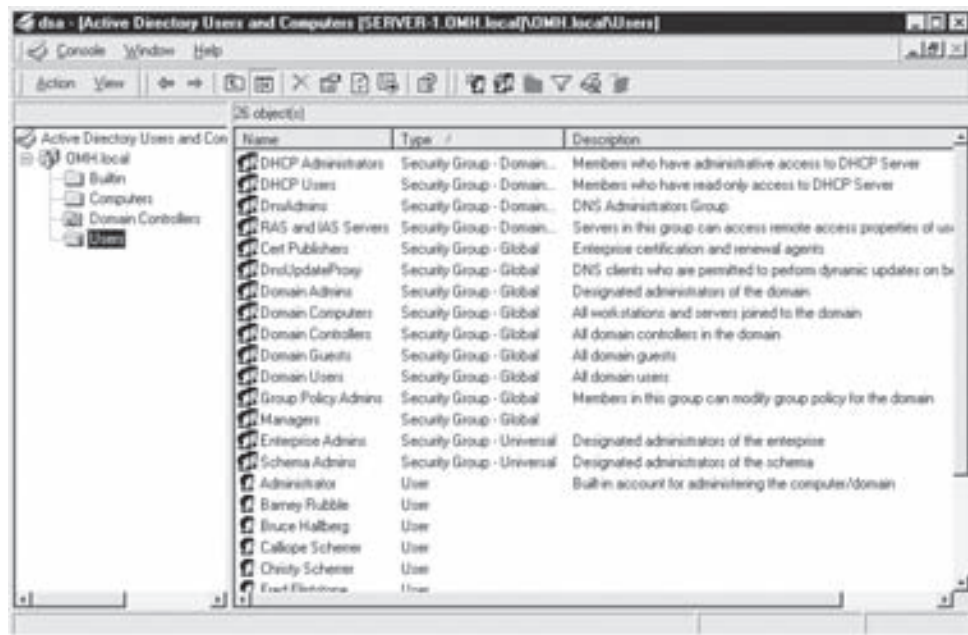 dsa - [Active Directory Users and Computers [SERVER-1.OMH.local]\OMH.local\Users]
Console Window Help
Action View
26 object(s)
Active Directory Users and Con
OMH.local
Builtin
Computers
Domain Controllers
Users
Name Type Description
DHCP Administrators Security Group - Domain... Members who have administrative access to DHCP Server
DHCP Users Security Group - Domain... Members who have read-only access to DHCP Server
DnsAdmins Security Group - Domain... DNS Administrators Group
RAS and IAS Servers Security Group - Domain... Servers in this group can access remote access properties of use
Cert Publishers Security Group - Global Enterprise certification and renewal agents
DnsUpdateProxy Security Group - Global DNS clients who are permitted to perform dynamic updates on be
Domain Admins Security Group - Global Designated administrators of the domain
Domain Computers Security Group - Global All workstations and servers joined to the domain
Domain Controllers Security Group - Global All domain controllers in the domain
Domain Guests Security Group - Global All domain guests
Domain Users Security Group - Global All domain users
Group Policy Admins Security Group - Global Members in this group can modify group policy for the domain
Managers Security Group - Global
Enterprise Admins Security Group - Universal Designated administrators of the enterprise
Schema Admins Security Group - Universal Designated administrators of the schema
Administrator User Built-in account for administering the computer/domain
Barney Rubble User
Bruce Hallberg User
Calliope Scherrer User
Christy Scherrer User
Fred Flintstone User